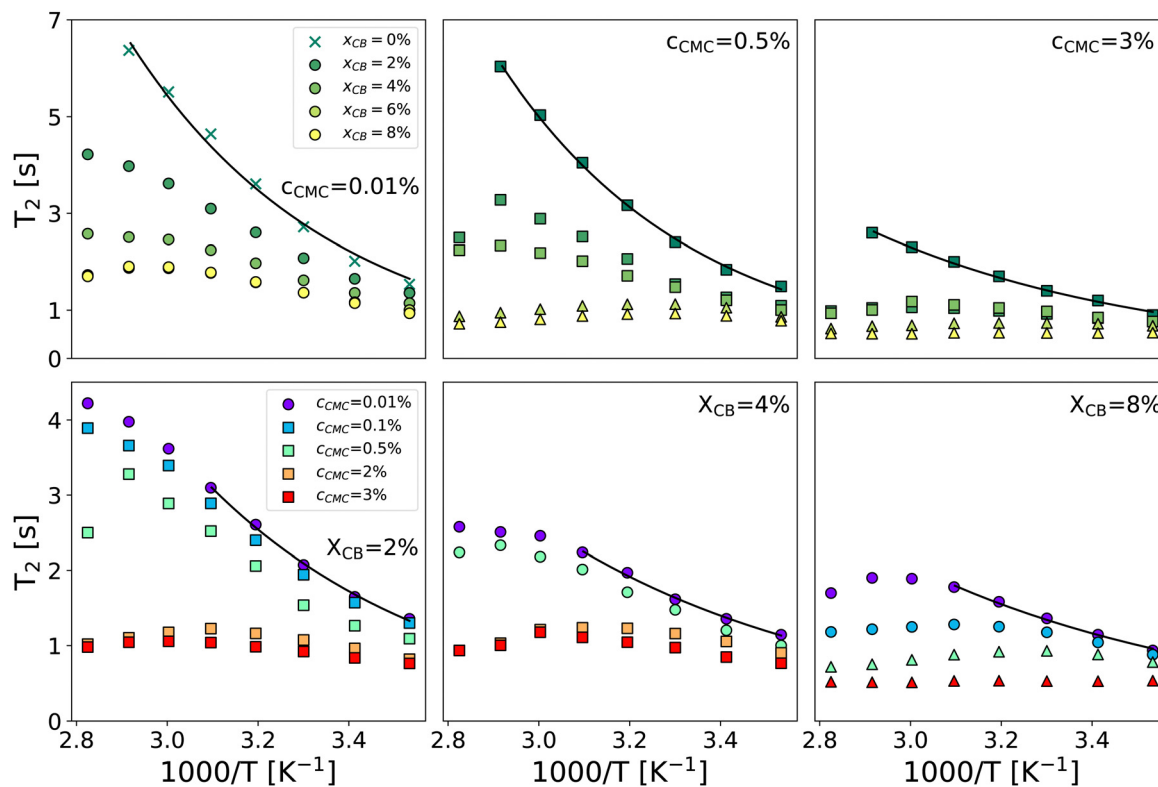 7
5
3
1
0
T₂ [s]
x_CB = 0%
x_CB = 2%
x_CB = 4%
x_CB = 6%
x_CB = 8%
c_CMC=0.01%
c_CMC=0.5%
c_CMC=3%
4
3
2
1
0
T₂ [s]
c_CMC=0.01%
c_CMC=0.1%
c_CMC=0.5%
c_CMC=2%
c_CMC=3%
X_CB=2%
X_CB=4%
X_CB=8%
2.8 3.0 3.2 3.4
2.8 3.0 3.2 3.4
2.8 3.0 3.2 3.4
1000/T [K⁻¹]
1000/T [K⁻¹]
1000/T [K⁻¹]